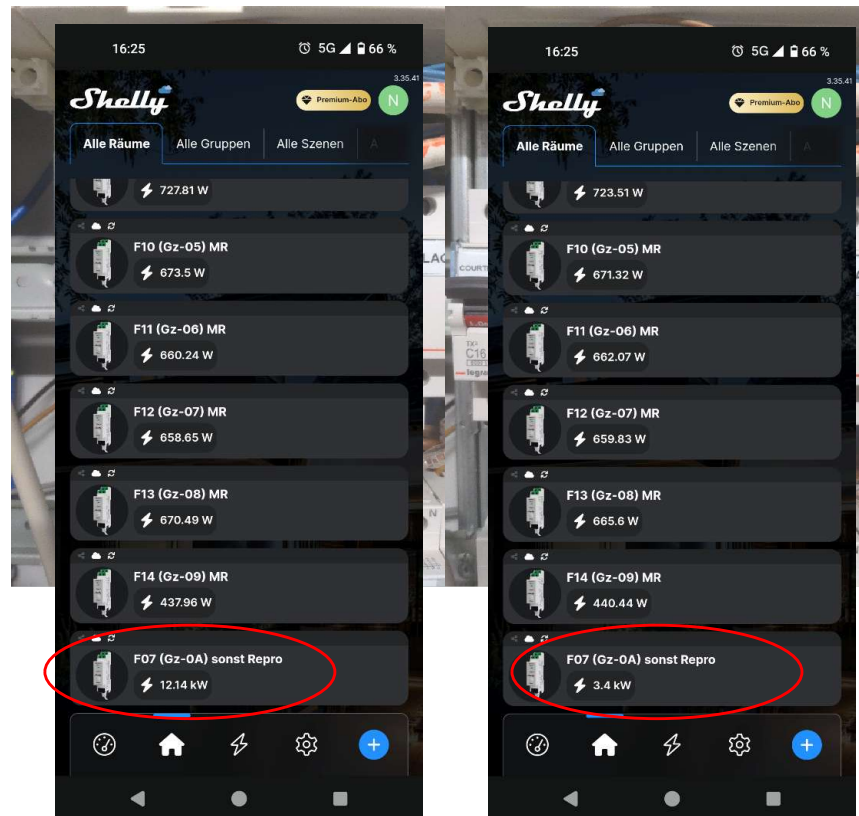 16:25
5G 66 %
3.35.41
Shelly
Premium-Abo
N
Alle Räume Alle Gruppen Alle Szenen A
727.81 W
F10 (Gz-05) MR
673.5 W
F11 (Gz-06) MR
660.24 W
F12 (Gz-07) MR
658.65 W
F13 (Gz-08) MR
670.49 W
F14 (Gz-09) MR
437.96 W
F07 (Gz-0A) sonst Repro
12.14 kW
N
16:25
5G 66 %
3.35.41
Shelly
Premium-Abo
N
Alle Räume Alle Gruppen Alle Szenen A
723.51 W
F10 (Gz-05) MR
671.32 W
F11 (Gz-06) MR
662.07 W
F12 (Gz-07) MR
659.83 W
F13 (Gz-08) MR
665.6 W
F14 (Gz-09) MR
440.44 W
F07 (Gz-0A) sonst Repro
3.4 kW
C16